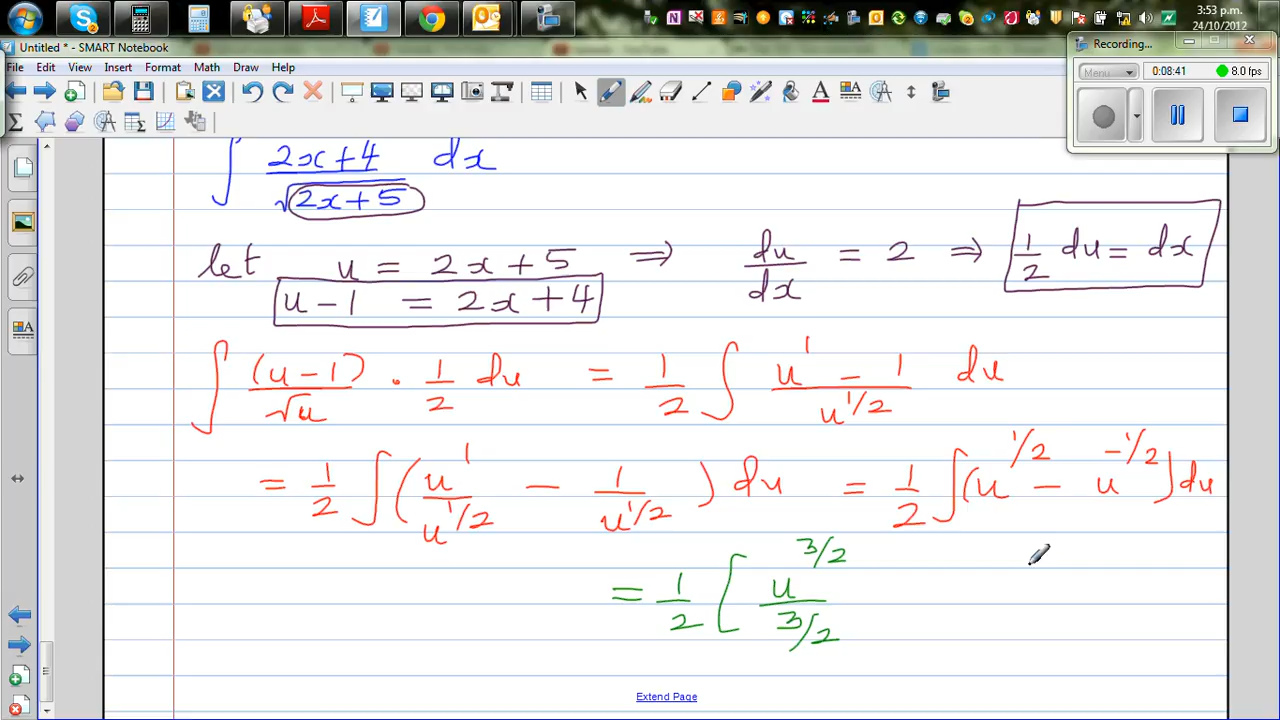 3:53 p.m.
24/10/2012
Untitled * - SMART Notebook
Recording...
File Edit View Insert Format Math Draw Help
Menu 0:08:41 8.0 fps
∫ (2x+4)/√(2x+5) dx
let u = 2x+5 ⇒ du/dx = 2 ⇒ 1/2 du = dx
u-1 = 2x+4
∫ (u-1)/√u · 1/2 du = 1/2 ∫ (u^1 - 1)/u^(1/2) du
= 1/2 ∫ (u^1/u^(1/2) - 1/u^(1/2)) du = 1/2 ∫ (u^(1/2) - u^(-1/2)) du
= 1/2 [ u^(3/2)/(3/2)
Extend Page